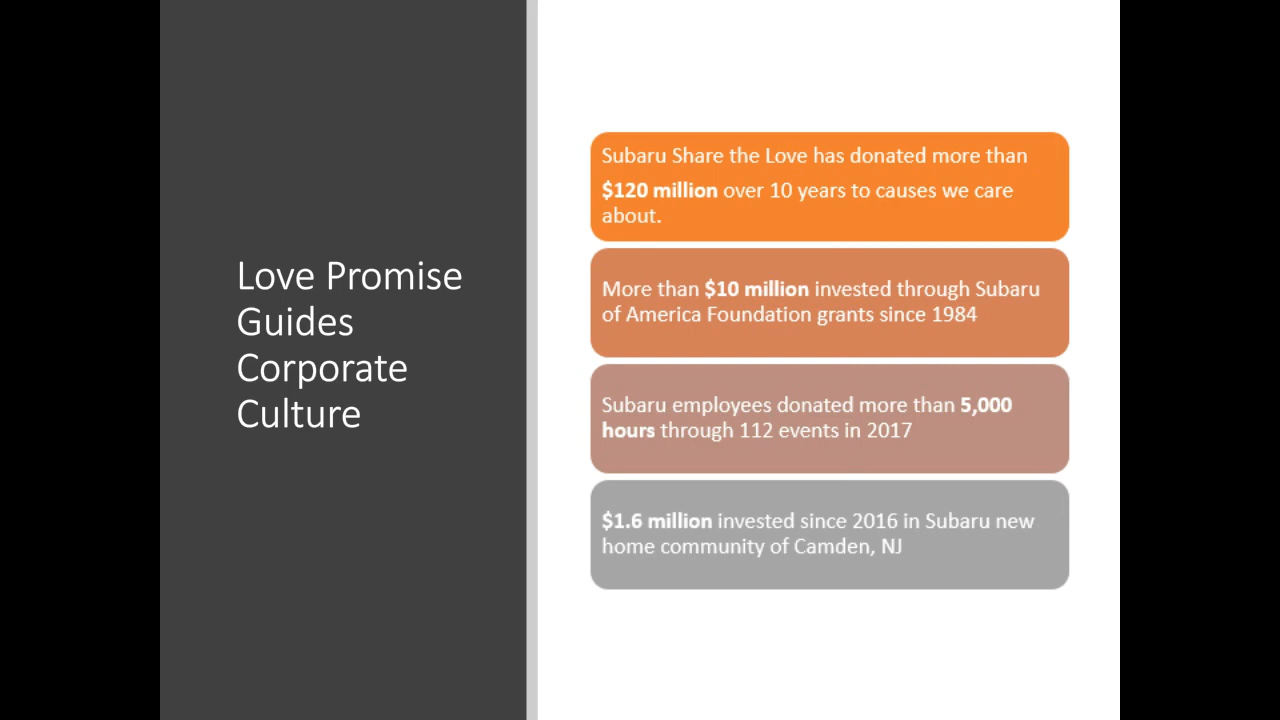 Love Promise
Guides
Corporate
Culture
Subaru Share the Love has donated more than
$120 million over 10 years to causes we care
about.
More than $10 million invested through Subaru
of America Foundation grants since 1984
Subaru employees donated more than 5,000
hours through 112 events in 2017
$1.6 million invested since 2016 in Subaru new
home community of Camden, NJ